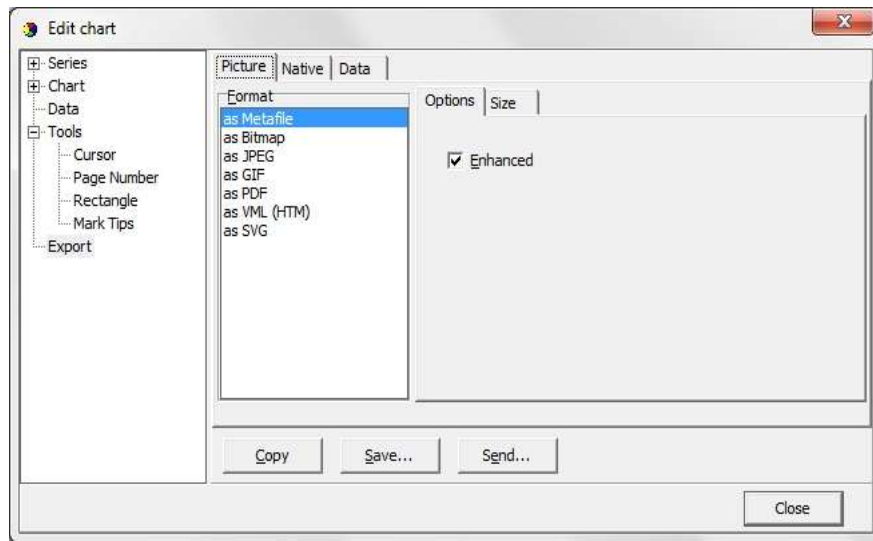 Edit chart
Series
Chart
Data
Tools
Cursor
Page Number
Rectangle
Mark Tips
Export
Picture Native Data
Format
as Metafile
as Bitmap
as JPEG
as GIF
as PDF
as VML (HTM)
as SVG
Options Size
Enhanced
Copy Save... Send...
Close